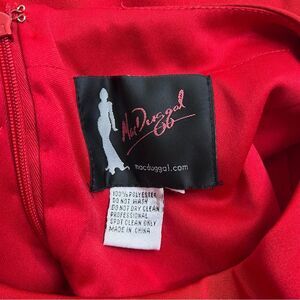 Mac Duggal
macduggal.com
100% POLYESTER
DO NOT WASH
DO NOT DRY CLEAN
PROFESSIONAL
SPOT CLEAN ONLY
MADE IN CHINA